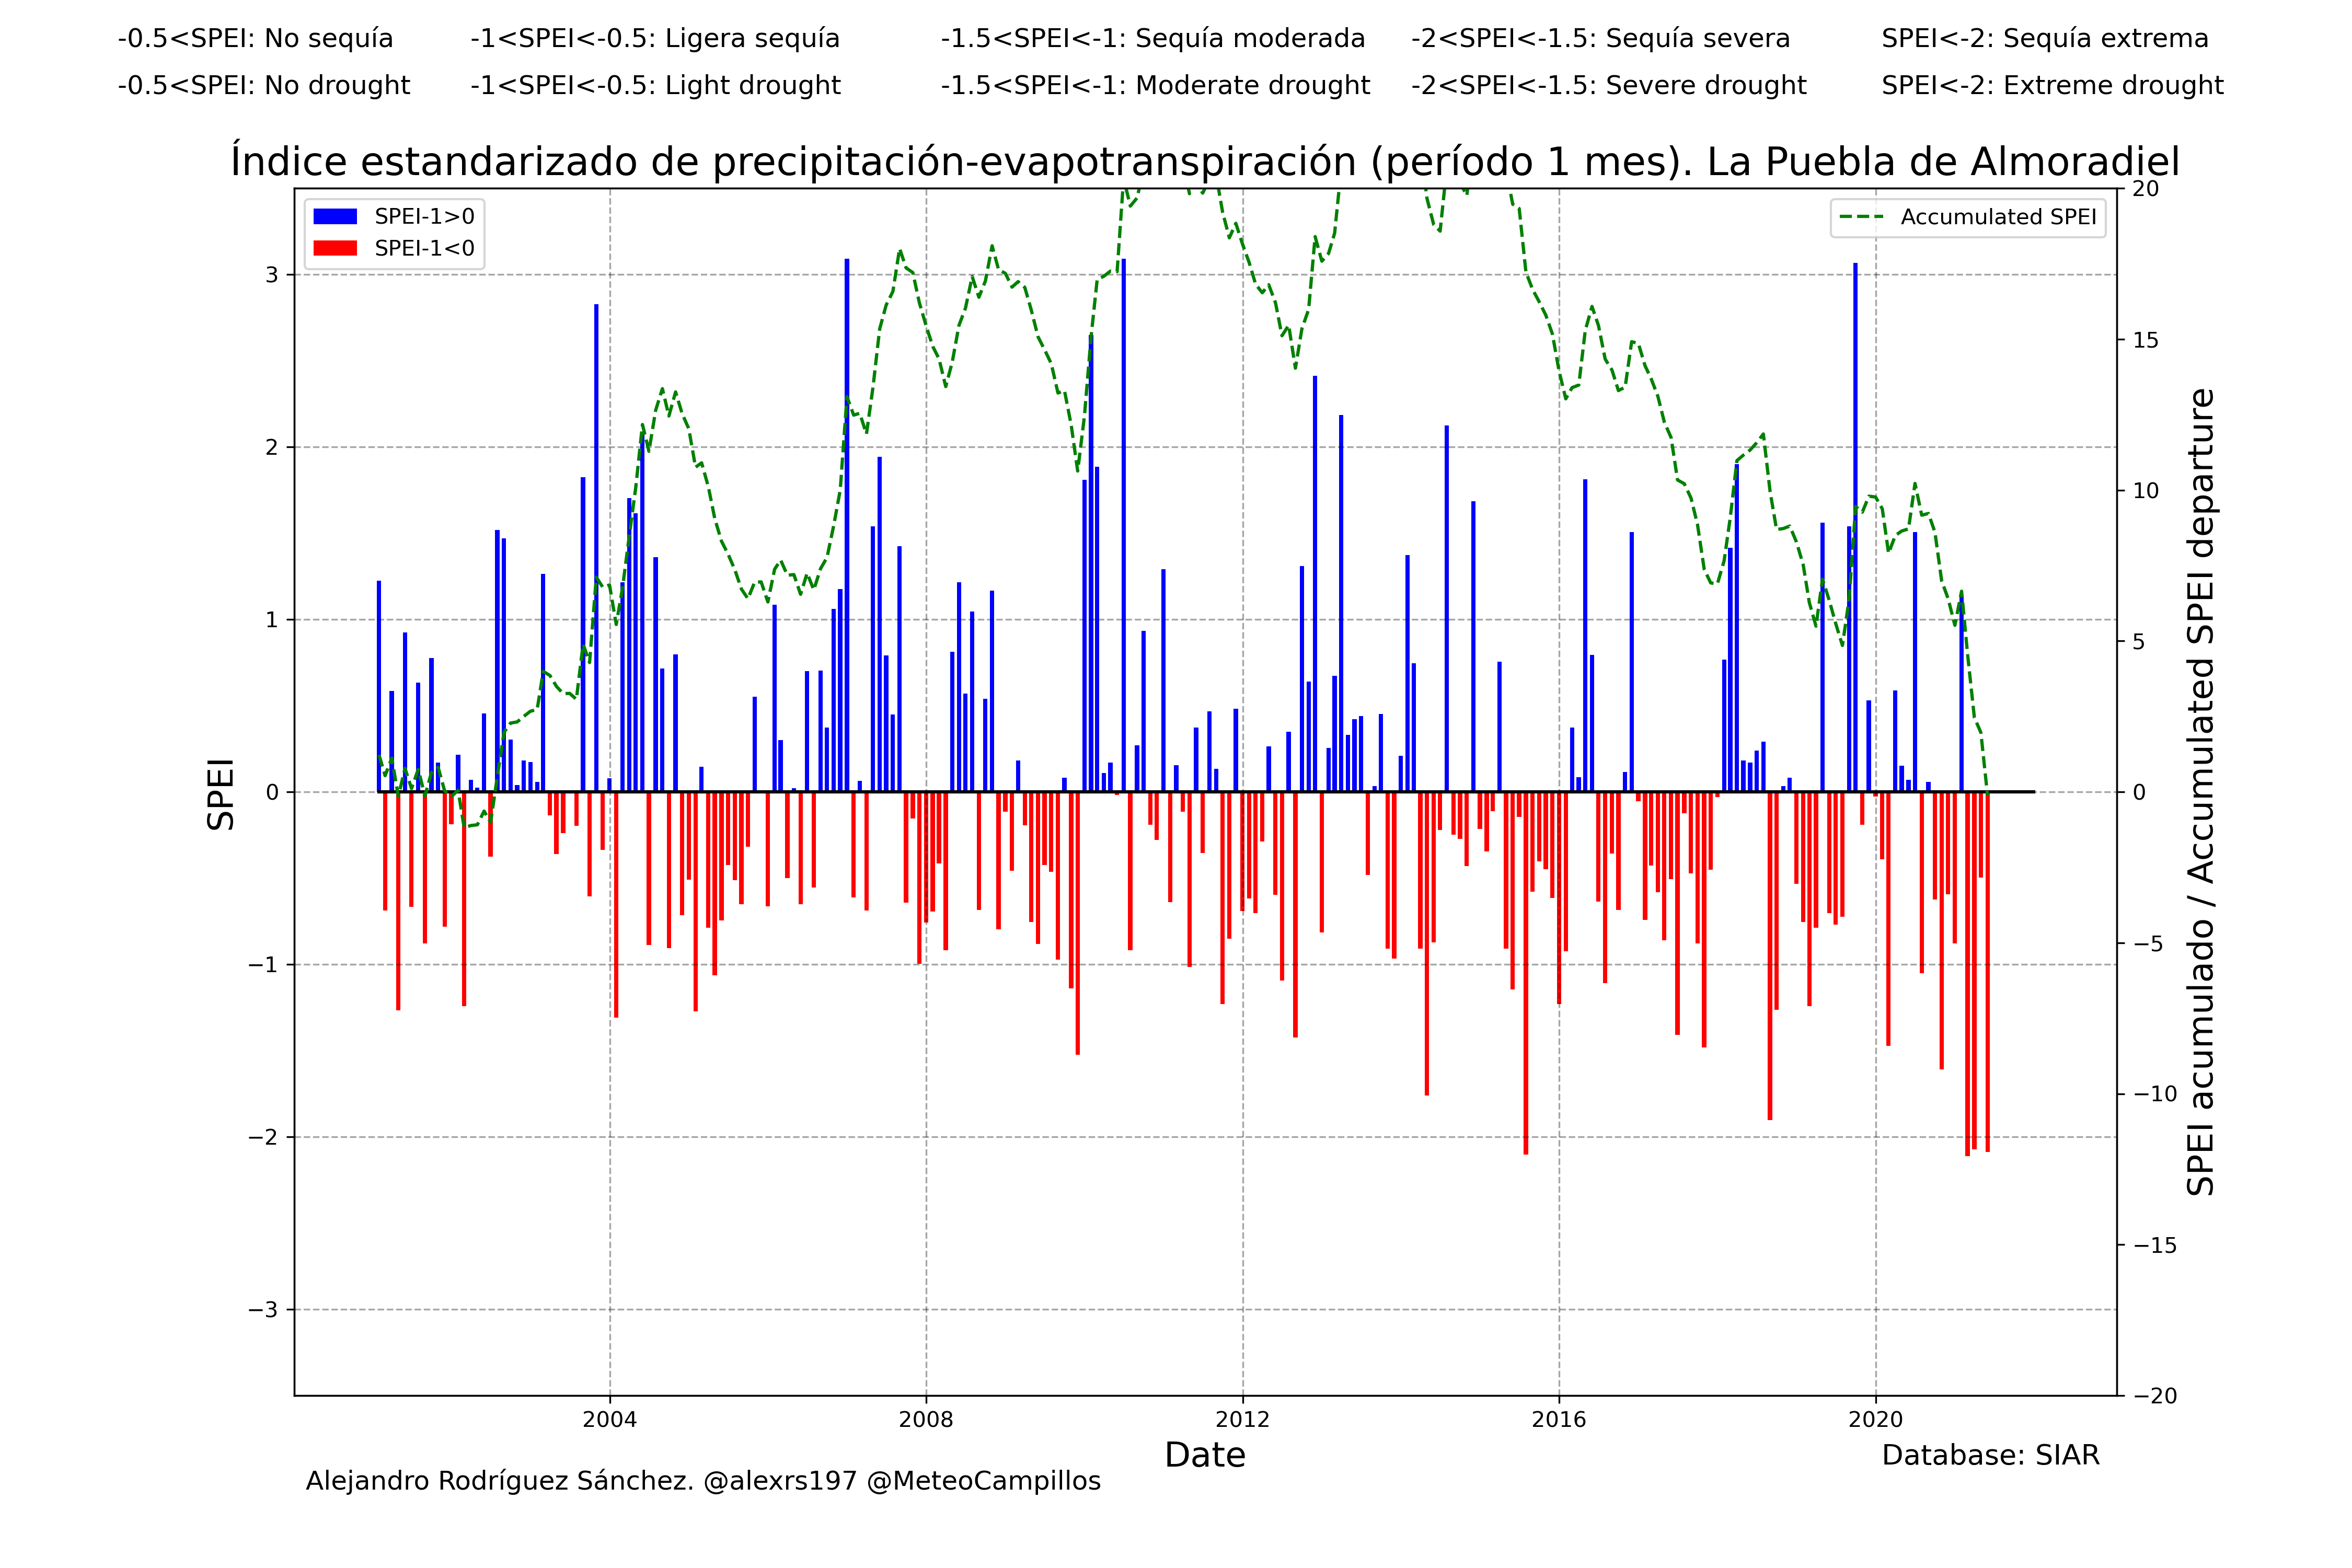 -0.5<SPEI: No sequía -1<SPEI<-0.5: Ligera sequía -1.5<SPEI<-1: Sequía moderada -2<SPEI<-1.5: Sequía severa SPEI<-2: Sequía extrema
-0.5<SPEI: No drought -1<SPEI<-0.5: Light drought -1.5<SPEI<-1: Moderate drought -2<SPEI<-1.5: Severe drought SPEI<-2: Extreme drought
Índice estandarizado de precipitación-evapotranspiración (período 1 mes). La Puebla de Almoradiel
SPEI-1>0
SPEI-1<0
Accumulated SPEI
SPEI
3
2
1
0
−1
−2
−3
20
15
10
5
0
−5
−10
−15
−20
SPEI acumulado / Accumulated SPEI departure
2004 2008 2012 2016 2020
Date
Database: SIAR
Alejandro Rodríguez Sánchez. @alexrs197 @MeteoCampillos